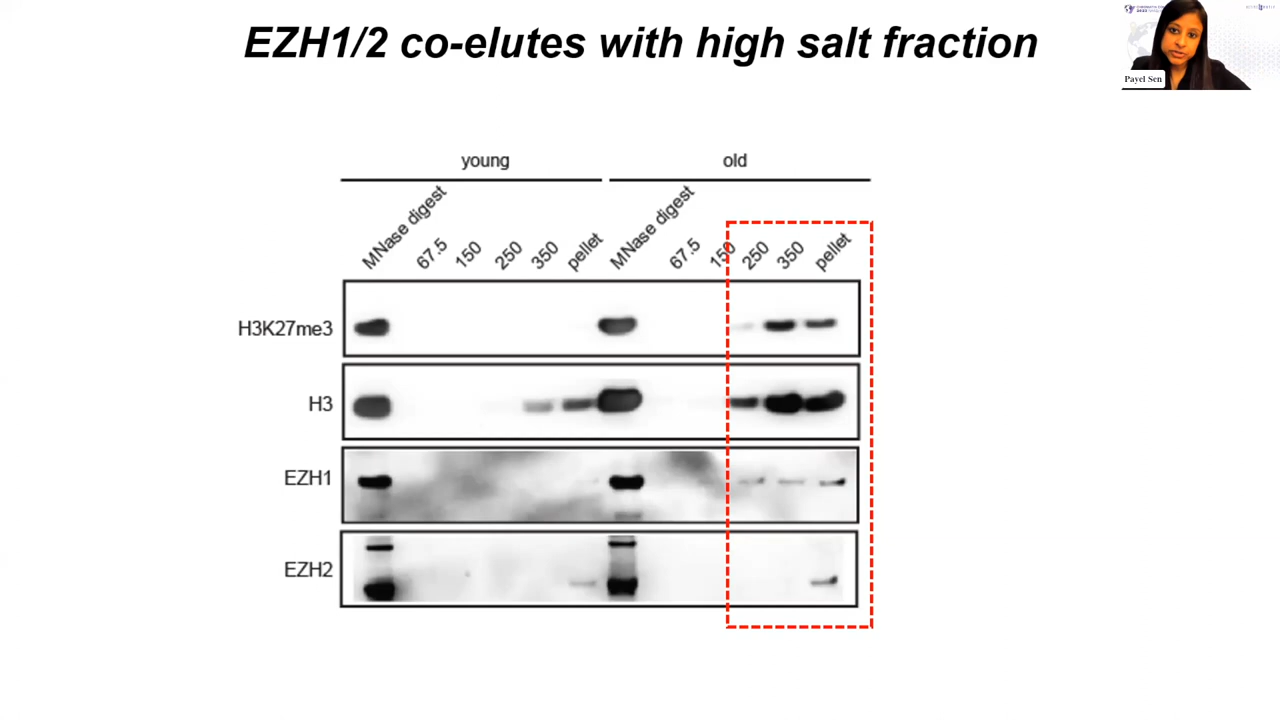 EZH1/2 co-elutes with high salt fraction
Payel Sen
young old
MNase digest 67.5 150 250 350 pellet MNase digest 67.5 150 250 350 pellet
H3K27me3
H3
EZH1
EZH2